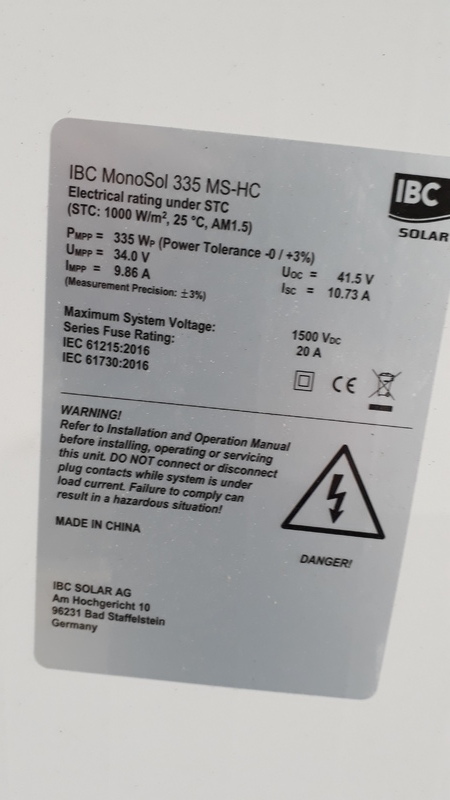 IBC MonoSol 335 MS-HC
Electrical rating under STC
(STC: 1000 W/m², 25 °C, AM1.5)
IBC
SOLAR
PMPP = 335 WP (Power Tolerance -0 / +3%)
UMPP = 34.0 V
UOC = 41.5 V
IMPP = 9.86 A
ISC = 10.73 A
(Measurement Precision: ±3%)
Maximum System Voltage: 1500 VDC
Series Fuse Rating: 20 A
IEC 61215:2016
IEC 61730:2016
CE
WARNING!
Refer to Installation and Operation Manual
before installing, operating or servicing
this unit. DO NOT connect or disconnect
plug contacts while system is under
load current. Failure to comply can
result in a hazardous situation!
DANGER!
MADE IN CHINA
IBC SOLAR AG
Am Hochgericht 10
96231 Bad Staffelstein
Germany